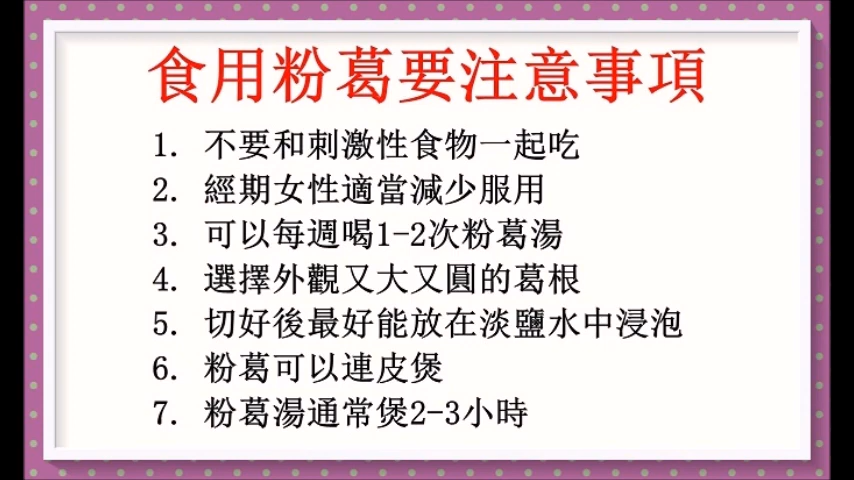 食用粉葛要注意事項
1. 不要和刺激性食物一起吃
2. 經期女性適當減少服用
3. 可以每週喝1-2次粉葛湯
4. 選擇外觀又大又圓的葛根
5. 切好後最好能放在淡鹽水中浸泡
6. 粉葛可以連皮煲
7. 粉葛湯通常煲2-3小時